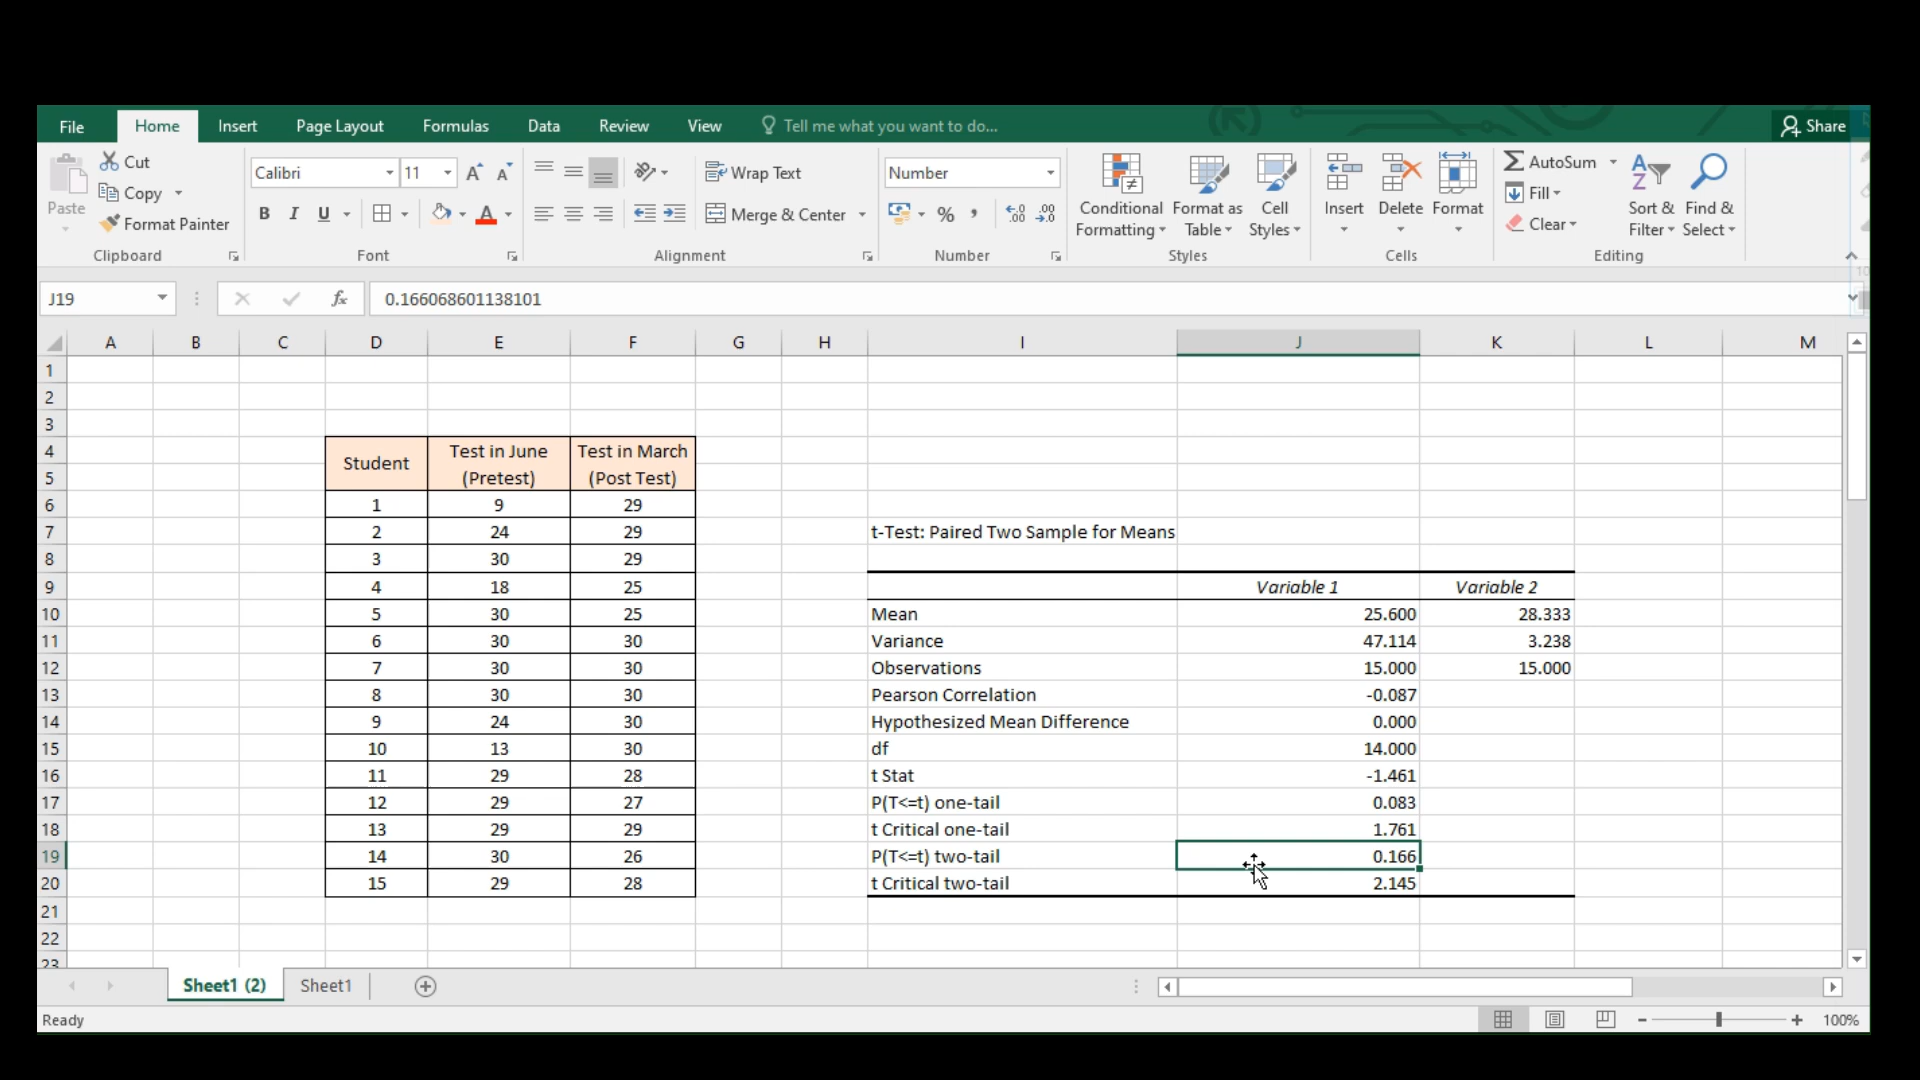 File Home Insert Page Layout Formulas Data Review View Tell me what you want to do... Share
Cut
Copy
Format Painter
Paste
Clipboard
Calibri 11
B I U A
Font
Wrap Text
Merge & Center
Alignment
Number
% ,
Number
Conditional Formatting
Format as Table
Cell Styles
Styles
Insert Delete Format
Cells
AutoSum
Fill
Clear
Sort & Filter
Find & Select
Editing
J19 fx 0.166068601138101
A B C D E F G H I J K L M
1
2
3
4 Student Test in June Test in March
5 (Pretest) (Post Test)
6 1 9 29
7 2 24 29 t-Test: Paired Two Sample for Means
8 3 30 29
9 4 18 25 Variable 1 Variable 2
10 5 30 25 Mean 25.600 28.333
11 6 30 30 Variance 47.114 3.238
12 7 30 30 Observations 15.000 15.000
13 8 30 30 Pearson Correlation -0.087
14 9 24 30 Hypothesized Mean Difference 0.000
15 10 13 30 df 14.000
16 11 29 28 t Stat -1.461
17 12 29 27 P(T<=t) one-tail 0.083
18 13 29 29 t Critical one-tail 1.761
19 14 30 26 P(T<=t) two-tail 0.166
20 15 29 28 t Critical two-tail 2.145
21
22
23
Sheet1 (2) Sheet1
Ready 100%